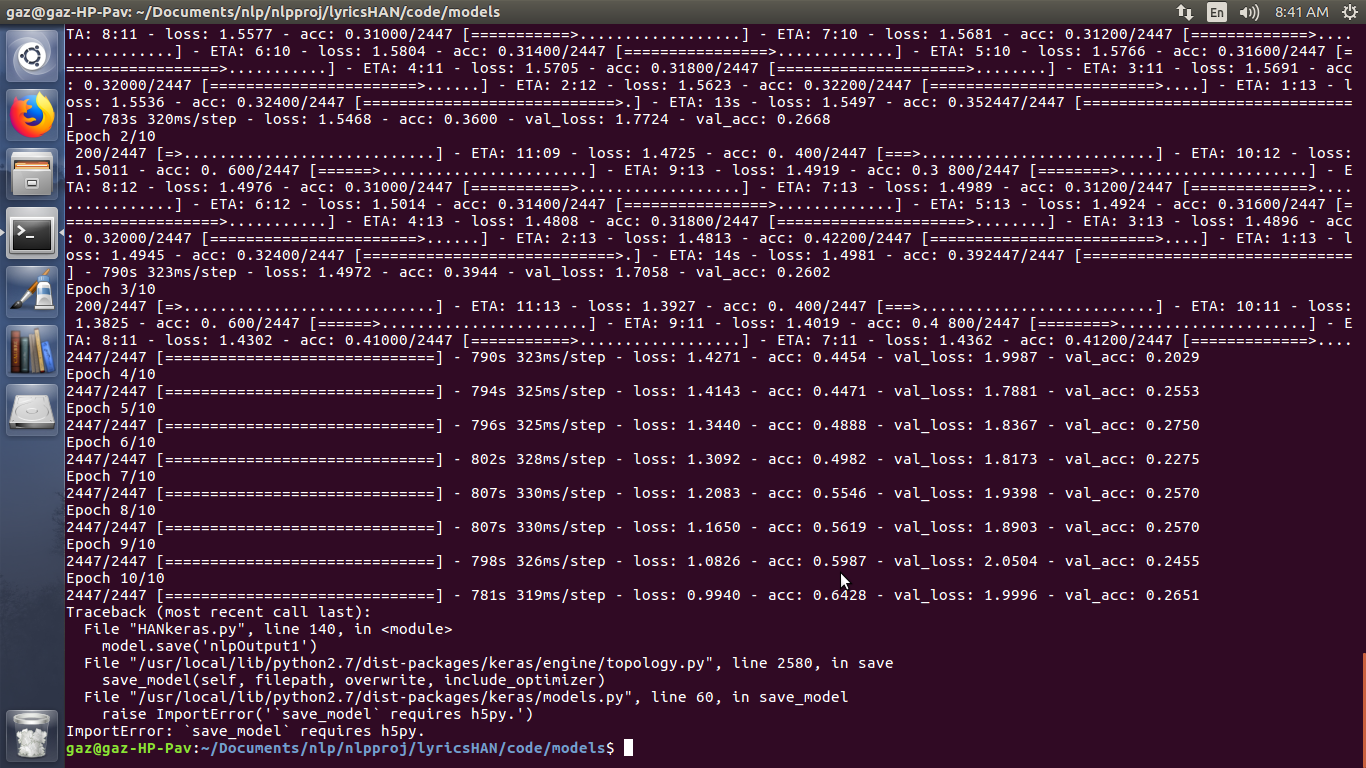 gaz@gaz-HP-Pav: ~/Documents/nlp/nlpproj/lyricsHAN/code/models
En
8:41 AM
TA: 8:11 - loss: 1.5577 - acc: 0.31000/2447 [===========>..................] - ETA: 7:10 - loss: 1.5681 - acc: 0.31200/2447 [=============>....
............] - ETA: 6:10 - loss: 1.5804 - acc: 0.31400/2447 [================>.............] - ETA: 5:10 - loss: 1.5766 - acc: 0.31600/2447 [=
=================>...........] - ETA: 4:11 - loss: 1.5705 - acc: 0.31800/2447 [=====================>........] - ETA: 3:11 - loss: 1.5691 - acc
: 0.32000/2447 [=======================>......] - ETA: 2:12 - loss: 1.5623 - acc: 0.32200/2447 [=========================>....] - ETA: 1:13 - l
oss: 1.5536 - acc: 0.32400/2447 [============================>.] - ETA: 13s - loss: 1.5497 - acc: 0.352447/2447 [==============================
] - 783s 320ms/step - loss: 1.5468 - acc: 0.3600 - val_loss: 1.7724 - val_acc: 0.2668
Epoch 2/10
200/2447 [=>............................] - ETA: 11:09 - loss: 1.4725 - acc: 0. 400/2447 [===>..........................] - ETA: 10:12 - loss:
1.5011 - acc: 0. 600/2447 [======>.......................] - ETA: 9:13 - loss: 1.4919 - acc: 0.3 800/2447 [========>.....................] - E
TA: 8:12 - loss: 1.4976 - acc: 0.31000/2447 [===========>..................] - ETA: 7:13 - loss: 1.4989 - acc: 0.31200/2447 [=============>....
............] - ETA: 6:12 - loss: 1.5014 - acc: 0.31400/2447 [================>.............] - ETA: 5:13 - loss: 1.4924 - acc: 0.31600/2447 [=
=================>...........] - ETA: 4:13 - loss: 1.4808 - acc: 0.31800/2447 [=====================>........] - ETA: 3:13 - loss: 1.4896 - acc
: 0.32000/2447 [=======================>......] - ETA: 2:13 - loss: 1.4813 - acc: 0.42200/2447 [=========================>....] - ETA: 1:13 - l
oss: 1.4945 - acc: 0.32400/2447 [============================>.] - ETA: 14s - loss: 1.4981 - acc: 0.392447/2447 [==============================
] - 790s 323ms/step - loss: 1.4972 - acc: 0.3944 - val_loss: 1.7058 - val_acc: 0.2602
Epoch 3/10
200/2447 [=>............................] - ETA: 11:13 - loss: 1.3927 - acc: 0. 400/2447 [===>..........................] - ETA: 10:11 - loss:
1.3825 - acc: 0. 600/2447 [======>.......................] - ETA: 9:11 - loss: 1.4019 - acc: 0.4 800/2447 [========>.....................] - E
TA: 8:11 - loss: 1.4302 - acc: 0.41000/2447 [===========>..................] - ETA: 7:11 - loss: 1.4362 - acc: 0.41200/2447 [=============>....
2447/2447 [==============================] - 790s 323ms/step - loss: 1.4271 - acc: 0.4454 - val_loss: 1.9987 - val_acc: 0.2029
Epoch 4/10
2447/2447 [==============================] - 794s 325ms/step - loss: 1.4143 - acc: 0.4471 - val_loss: 1.7881 - val_acc: 0.2553
Epoch 5/10
2447/2447 [==============================] - 796s 325ms/step - loss: 1.3440 - acc: 0.4888 - val_loss: 1.8367 - val_acc: 0.2750
Epoch 6/10
2447/2447 [==============================] - 802s 328ms/step - loss: 1.3092 - acc: 0.4982 - val_loss: 1.8173 - val_acc: 0.2275
Epoch 7/10
2447/2447 [==============================] - 807s 330ms/step - loss: 1.2083 - acc: 0.5546 - val_loss: 1.9398 - val_acc: 0.2570
Epoch 8/10
2447/2447 [==============================] - 807s 330ms/step - loss: 1.1650 - acc: 0.5619 - val_loss: 1.8903 - val_acc: 0.2570
Epoch 9/10
2447/2447 [==============================] - 798s 326ms/step - loss: 1.0826 - acc: 0.5987 - val_loss: 2.0504 - val_acc: 0.2455
Epoch 10/10
2447/2447 [==============================] - 781s 319ms/step - loss: 0.9940 - acc: 0.6428 - val_loss: 1.9996 - val_acc: 0.2651
Traceback (most recent call last):
File "HANkeras.py", line 140, in <module>
model.save('nlpOutput1')
File "/usr/local/lib/python2.7/dist-packages/keras/engine/topology.py", line 2580, in save
save_model(self, filepath, overwrite, include_optimizer)
File "/usr/local/lib/python2.7/dist-packages/keras/models.py", line 60, in save_model
raise ImportError('`save_model` requires h5py.')
ImportError: `save_model` requires h5py.
gaz@gaz-HP-Pav:~/Documents/nlp/nlpproj/lyricsHAN/code/models$